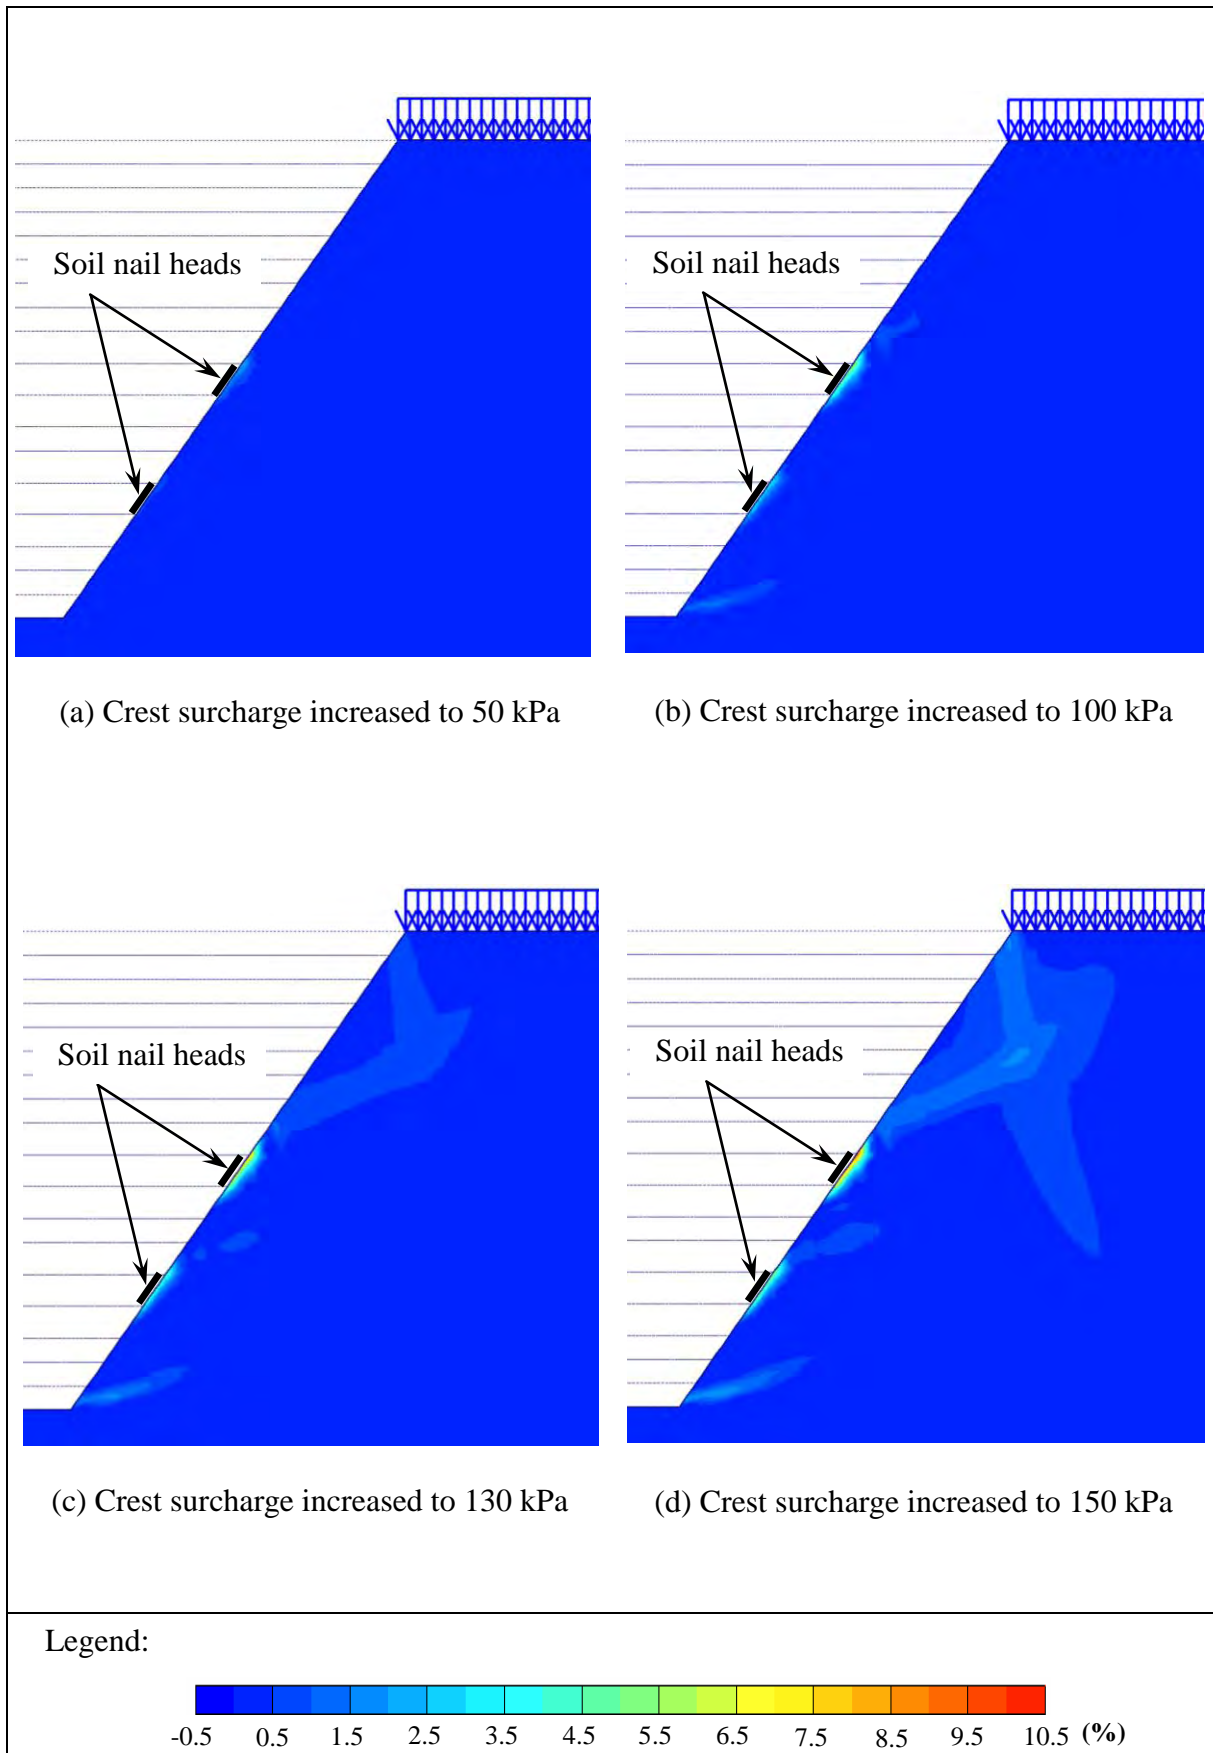 Soil nail heads
Soil nail heads
(a) Crest surcharge increased to 50 kPa
(b) Crest surcharge increased to 100 kPa
Soil nail heads
Soil nail heads
(c) Crest surcharge increased to 130 kPa
(d) Crest surcharge increased to 150 kPa
Legend:
-0.5 0.5 1.5 2.5 3.5 4.5 5.5 6.5 7.5 8.5 9.5 10.5 (%)